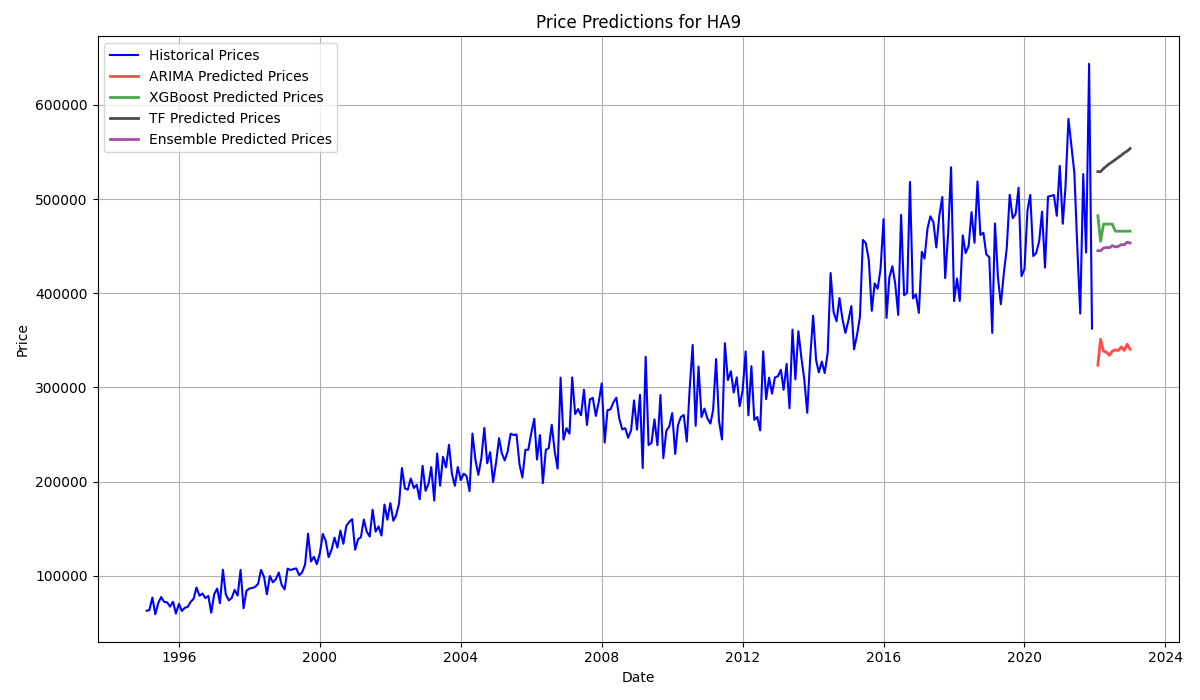 Price Predictions for HA9
Historical Prices
ARIMA Predicted Prices
XGBoost Predicted Prices
TF Predicted Prices
Ensemble Predicted Prices
600000
500000
400000
300000
200000
100000
Price
1996
2000
2004
2008
2012
2016
2020
2024
Date